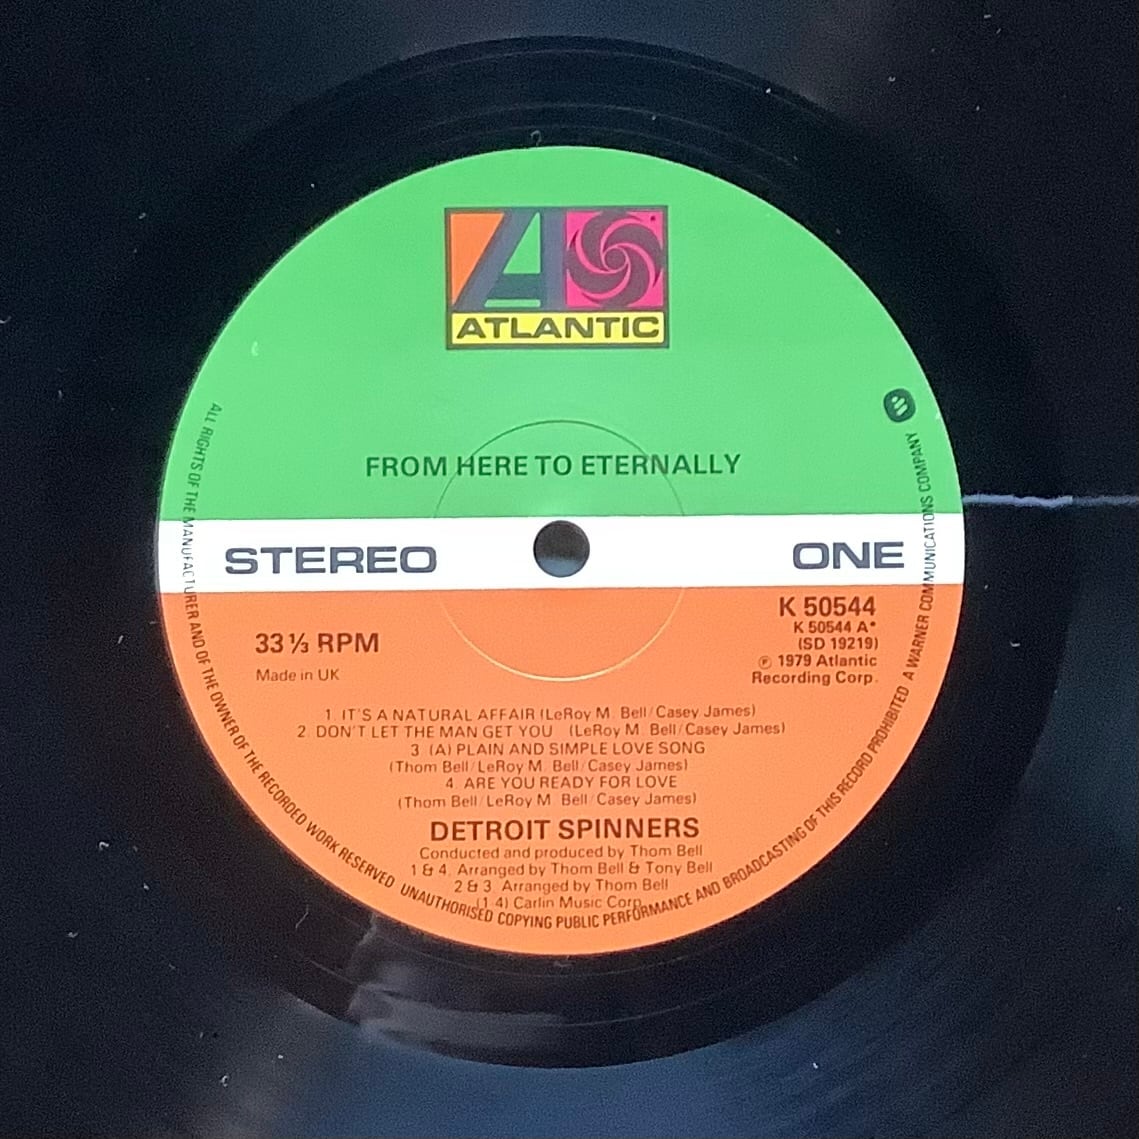 ATLANTIC
FROM HERE TO ETERNALLY
STEREO
ONE
33⅓ RPM
Made in UK
K 50544
K 50544 A*
(SD 19219)
℗ 1979 Atlantic
Recording Corp.
1. IT'S A NATURAL AFFAIR (LeRoy M. Bell/Casey James)
2. DON'T LET THE MAN GET YOU (LeRoy M. Bell/Casey James)
3. (A) PLAIN AND SIMPLE LOVE SONG
(Thom Bell/LeRoy M. Bell/Casey James)
4. ARE YOU READY FOR LOVE
(Thom Bell/LeRoy M. Bell/Casey James)
DETROIT SPINNERS
Conducted and produced by Thom Bell
1 & 4. Arranged by Thom Bell & Tony Bell
2 & 3. Arranged by Thom Bell
(1-4) Carlin Music Corp.
ALL RIGHTS OF THE MANUFACTURER AND OF THE OWNER OF THE RECORDED WORK RESERVED UNAUTHORISED COPYING PUBLIC PERFORMANCE AND BROADCASTING OF THIS RECORD PROHIBITED A WARNER COMMUNICATIONS COMPANY